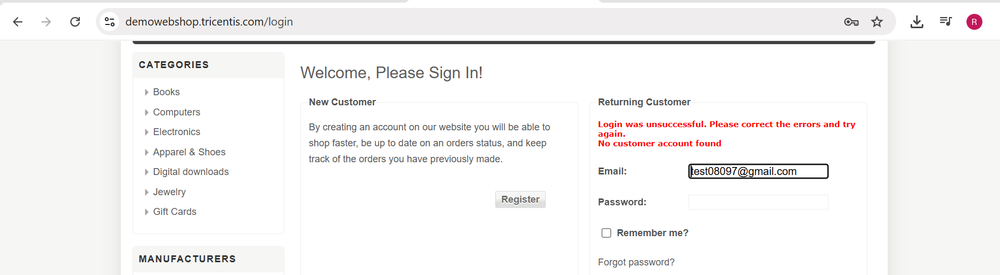 demowebshop.tricentis.com/login
R
CATEGORIES
Books
Computers
Electronics
Apparel & Shoes
Digital downloads
Jewelry
Gift Cards
MANUFACTURERS
Welcome, Please Sign In!
New Customer
By creating an account on our website you will be able to
shop faster, be up to date on an orders status, and keep
track of the orders you have previously made.
Register
Returning Customer
Login was unsuccessful. Please correct the errors and try
again.
No customer account found
Email: test08097@gmail.com
Password:
Remember me?
Forgot password?